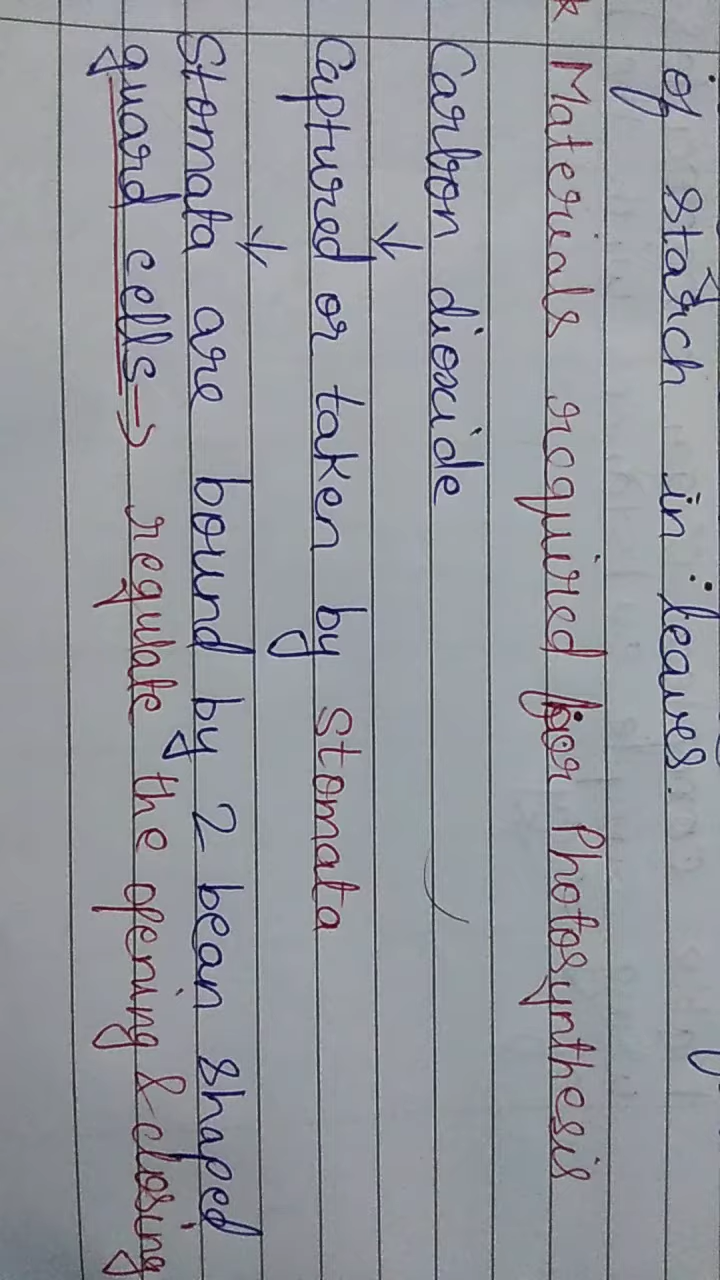 of starch in leaves.
* Materials required for Photosynthesis
Carbon dioxide
↓
Captured or taken by stomata
↓
Stomata are bound by 2 bean shaped
guard cells → regulate the opening & closing